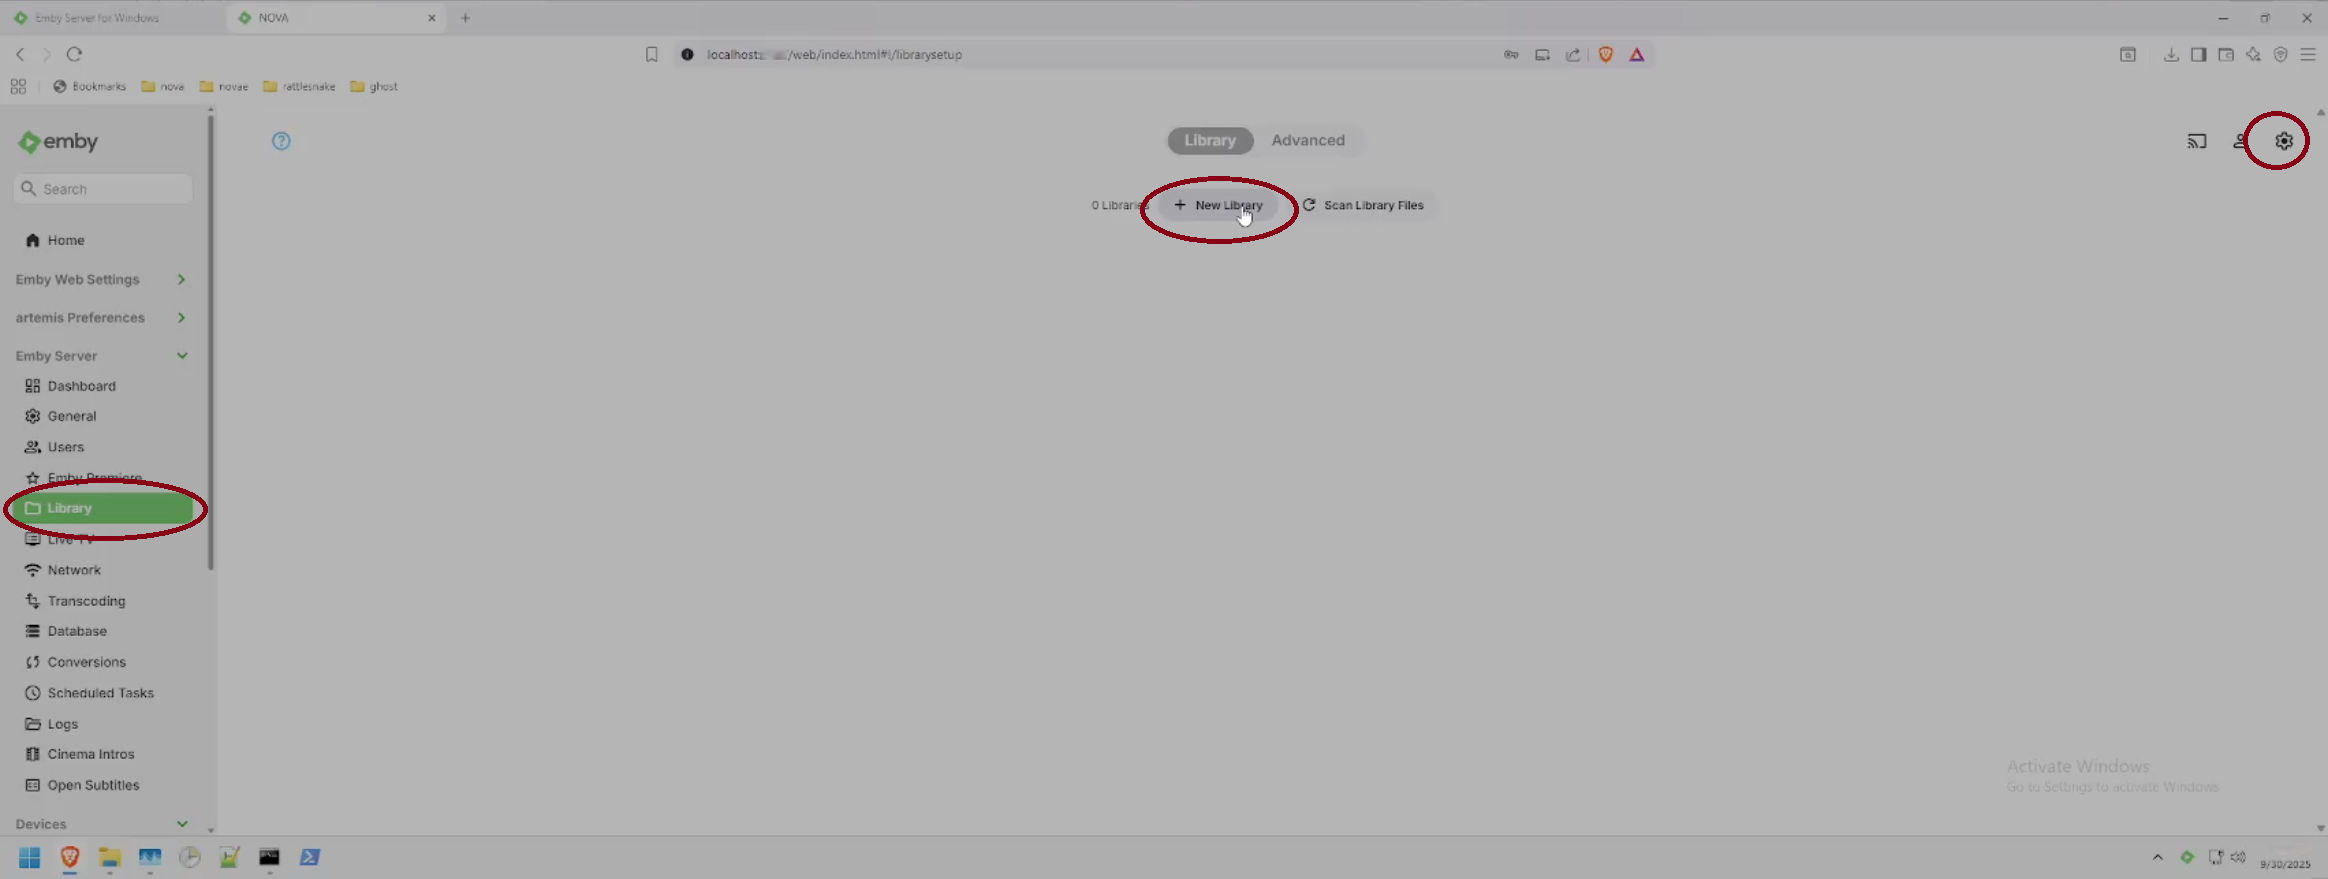 Emby Server for Windows
NOVA
localhost: /web/index.html#!/librarysetup
Bookmarks
nova
novae
rattlesnake
ghost
emby
Library
Advanced
Search
0 Libraries
New Library
Scan Library Files
Home
Emby Web Settings
artemis Preferences
Emby Server
Dashboard
General
Users
Emby Premiere
Library
Live TV
Network
Transcoding
Database
Conversions
Scheduled Tasks
Logs
Cinema Intros
Open Subtitles
Devices
Activate Windows
Go to Settings to activate Windows.
9/30/2025